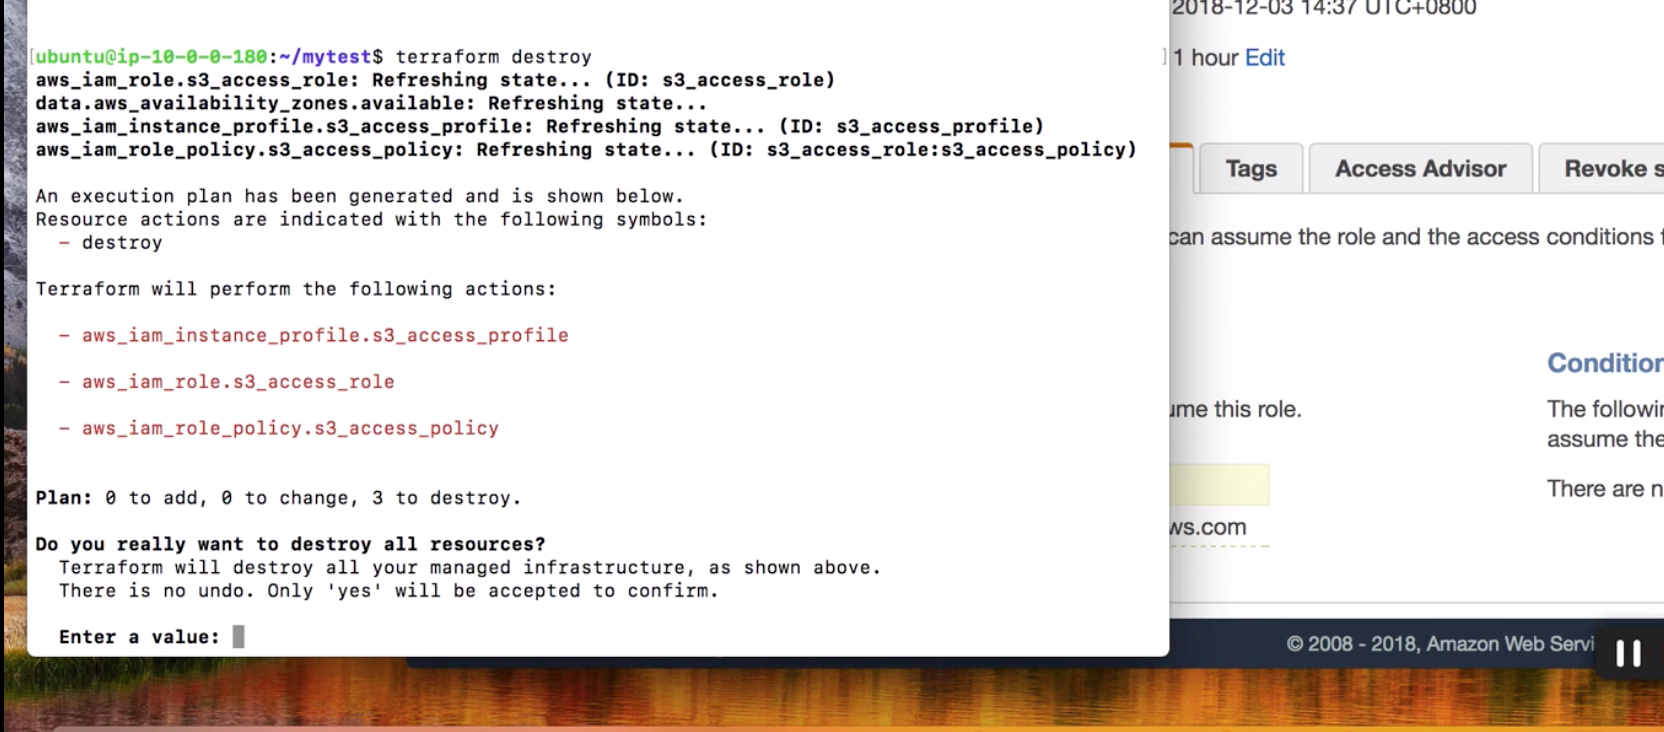 [ubuntu@ip-10-0-0-180:~/mytest$ terraform destroy ]
aws_iam_role.s3_access_role: Refreshing state... (ID: s3_access_role)
data.aws_availability_zones.available: Refreshing state...
aws_iam_instance_profile.s3_access_profile: Refreshing state... (ID: s3_access_profile)
aws_iam_role_policy.s3_access_policy: Refreshing state... (ID: s3_access_role:s3_access_policy)
An execution plan has been generated and is shown below.
Resource actions are indicated with the following symbols:
- destroy
Terraform will perform the following actions:
- aws_iam_instance_profile.s3_access_profile
- aws_iam_role.s3_access_role
- aws_iam_role_policy.s3_access_policy
Plan: 0 to add, 0 to change, 3 to destroy.
Do you really want to destroy all resources?
Terraform will destroy all your managed infrastructure, as shown above.
There is no undo. Only 'yes' will be accepted to confirm.
Enter a value:
2018-12-03 14:37 UTC+0800
1 hour Edit
Tags Access Advisor Revoke s
can assume the role and the access conditions f
Condition
ume this role.
The followin
assume the
There are n
ws.com
© 2008 - 2018, Amazon Web Servi